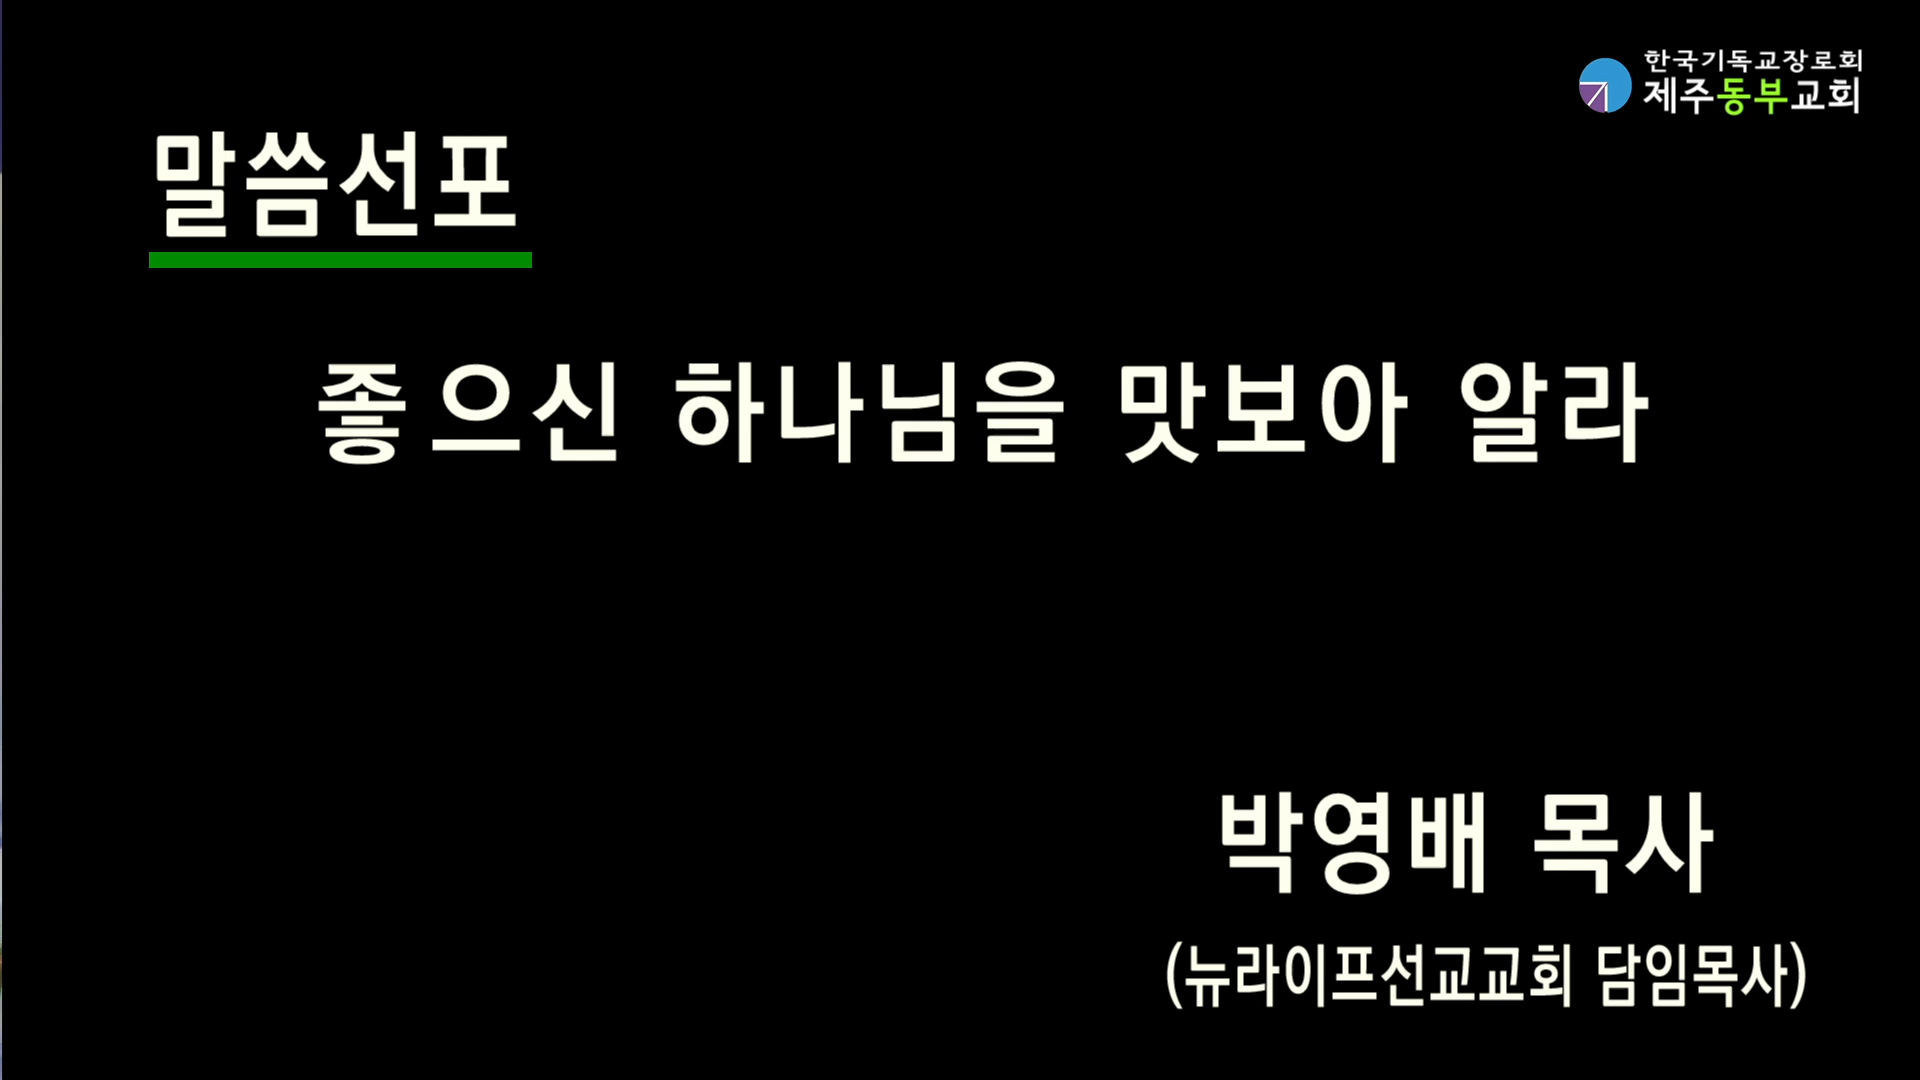 한국기독교장로회
제주동부교회
말씀선포
좋으신 하나님을 맛보아 알라
박영배 목사
(뉴라이프선교교회 담임목사)